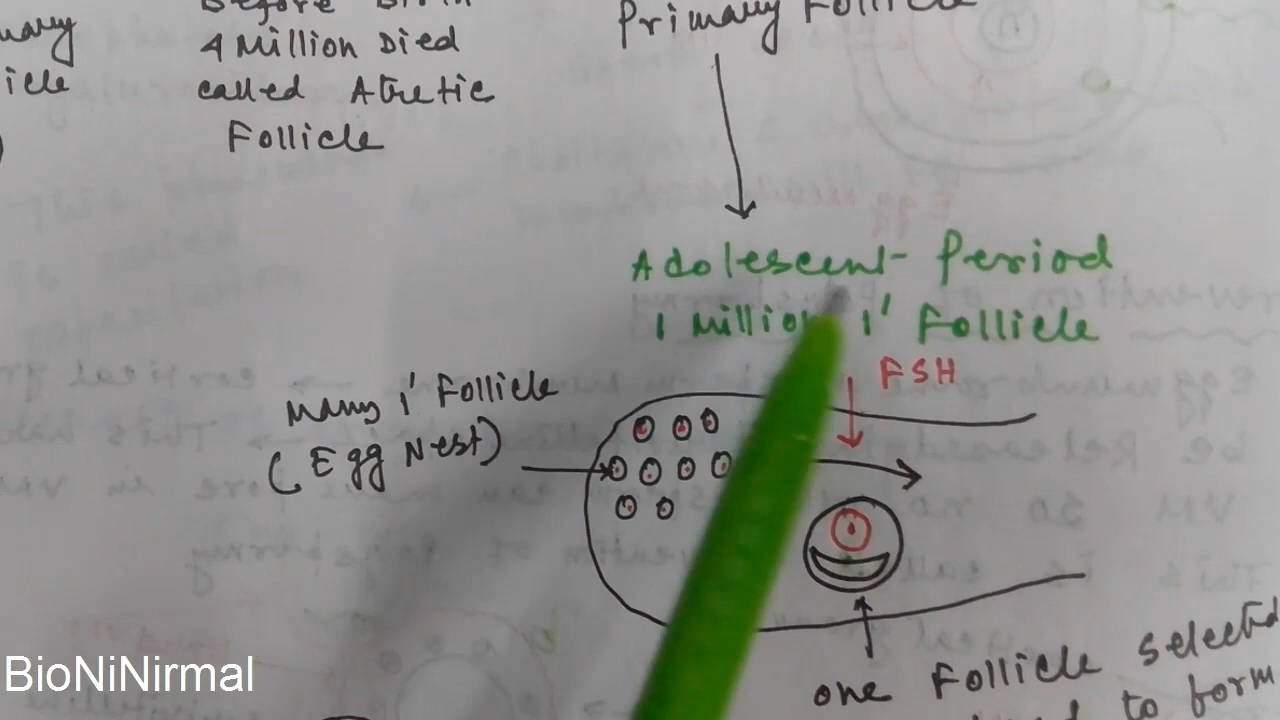 Before Birth
4 Million Died
called Atretic
Follicle
icle
Primary Follicle
Adolescent- Period
1 Million 1' Follicle
FSH
Many 1' Follicle
(Egg Nest)
one Follicle selected
to form
BioNiNirmal